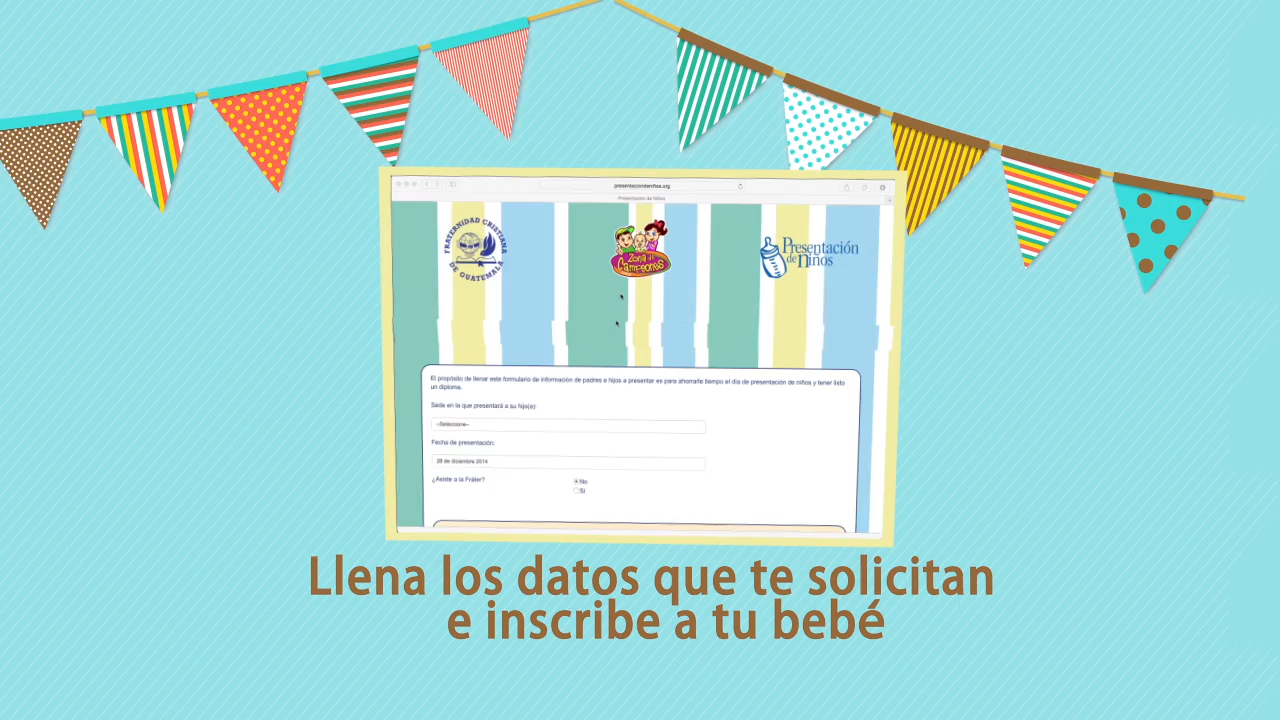 presentaciondeniños.org
Presentación de Niños
FRATERNIDAD CRISTIANA
DE GUATEMALA
Zona de
Campeones
Presentación
de Niños
El propósito de llenar este formulario de información de padres e hijos a presentar es para ahorrarle tiempo el día de presentación de niños y tener listo
un diploma.
Sede en la que presentará a su hijo(a):
--Seleccione--
Fecha de presentación:
28 de diciembre 2014
¿Asiste a la Fráter?
No
Sí
Llena los datos que te solicitan
e inscribe a tu bebé